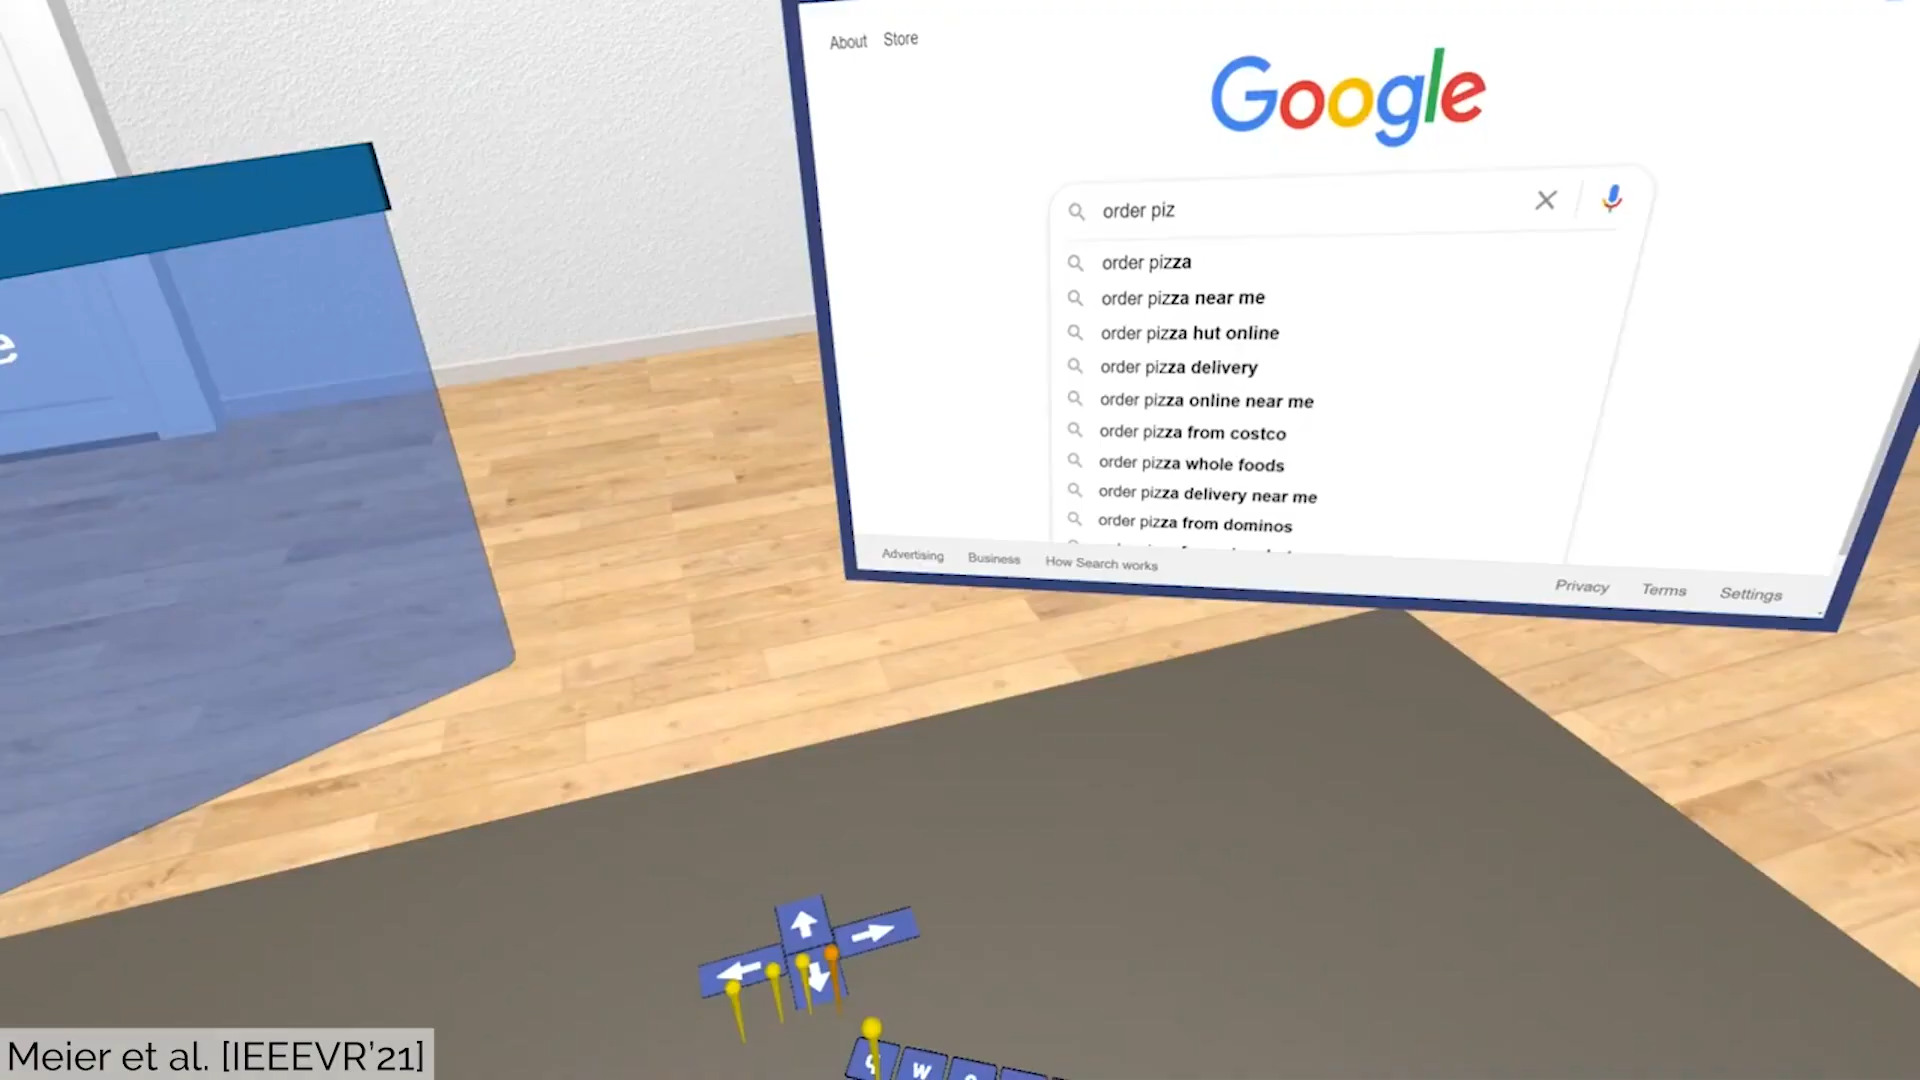 About Store
Google
order piz
order pizza
order pizza near me
order pizza hut online
order pizza delivery
order pizza online near me
order pizza from costco
order pizza whole foods
order pizza delivery near me
order pizza from dominos
Advertising Business How Search works
Privacy Terms Settings
e
W
Meier et al. [IEEEVR'21]